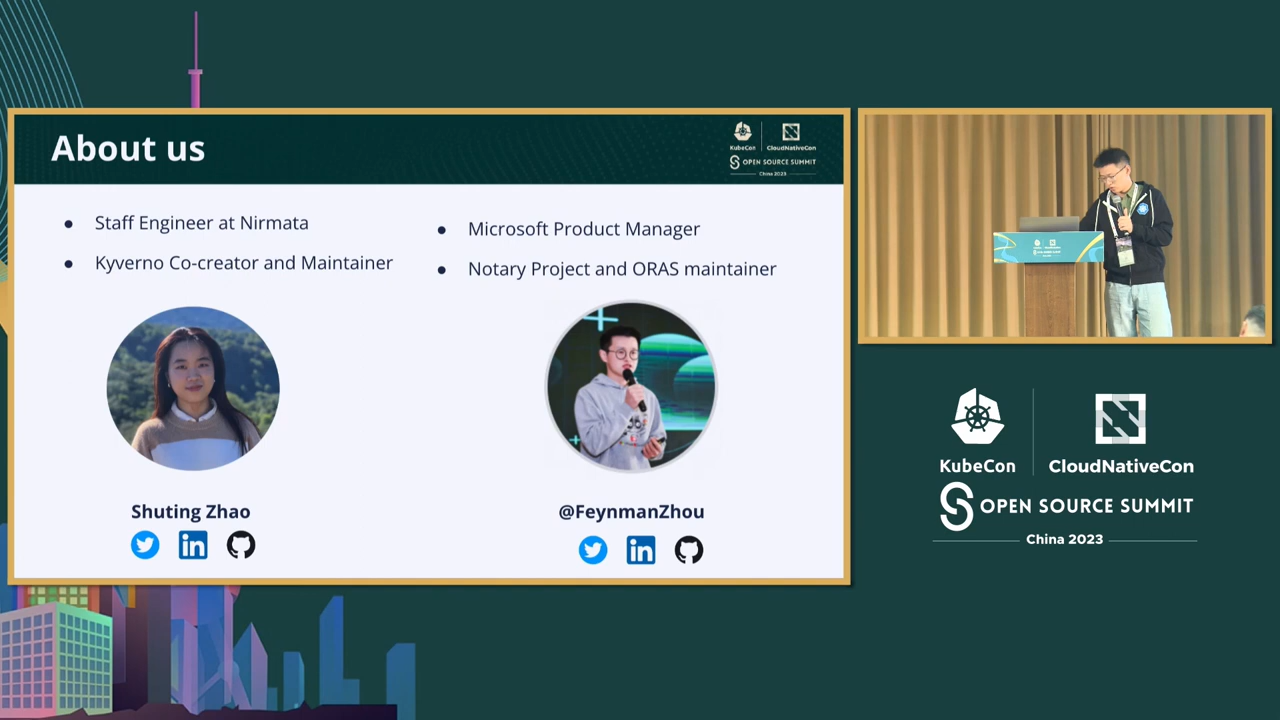 About us
KubeCon
CloudNativeCon
OPEN SOURCE SUMMIT
China 2023
Staff Engineer at Nirmata
Kyverno Co-creator and Maintainer
Microsoft Product Manager
Notary Project and ORAS maintainer
Shuting Zhao
@FeynmanZhou
KubeCon
CloudNativeCon
OPEN SOURCE SUMMIT
China 2023